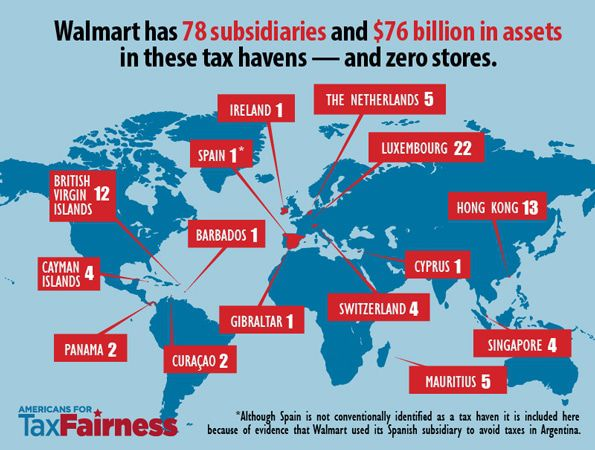 Walmart has 78 subsidiaries and $76 billion in assets
in these tax havens — and zero stores.
IRELAND 1
THE NETHERLANDS 5
SPAIN 1*
LUXEMBOURG 22
BRITISH
VIRGIN 12
ISLANDS
HONG KONG 13
BARBADOS 1
CYPRUS 1
CAYMAN
ISLANDS 4
SWITZERLAND 4
GIBRALTAR 1
SINGAPORE 4
PANAMA 2
CURAÇAO 2
MAURITIUS 5
AMERICANS FOR
TaxFairness
*Although Spain is not conventionally identified as a tax haven it is included here
because of evidence that Walmart used its Spanish subsidiary to avoid taxes in Argentina.